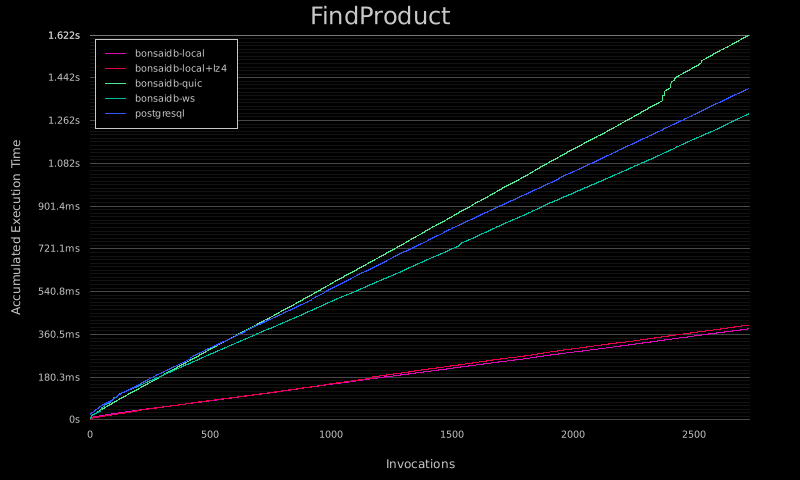 FindProduct
1.622s
1.442s
1.262s
1.082s
901.4ms
721.1ms
540.8ms
360.5ms
180.3ms
0s
Accumulated Execution Time
bonsaidb-local
bonsaidb-local+lz4
bonsaidb-quic
bonsaidb-ws
postgresql
0
500
1000
1500
2000
2500
Invocations